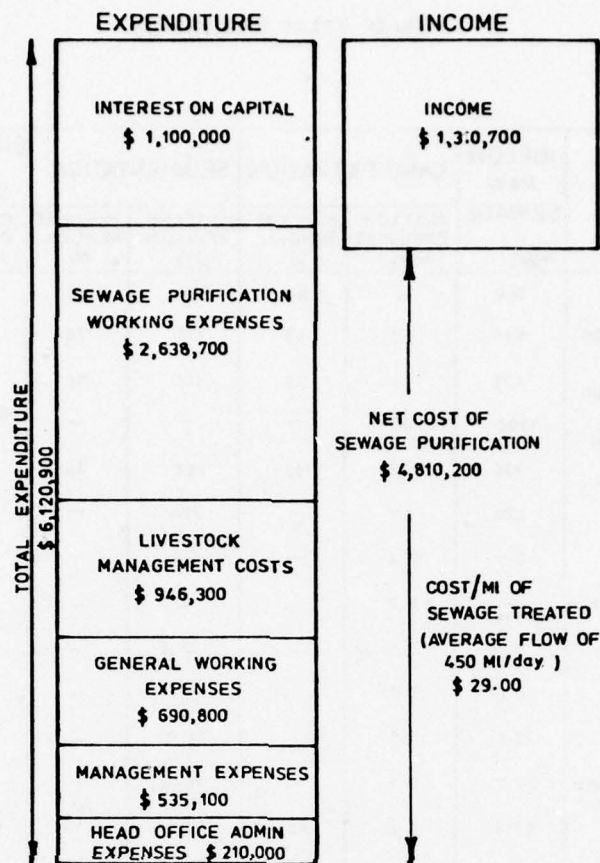 EXPENDITURE
INCOME
INTEREST ON CAPITAL
$ 1,100,000
INCOME
$ 1,310,700
SEWAGE PURIFICATION
WORKING EXPENSES
$ 2,638,700
TOTAL EXPENDITURE
$ 6,120,900
NET COST OF
SEWAGE PURIFICATION
$ 4,810,200
LIVESTOCK
MANAGEMENT COSTS
$ 946,300
COST/Ml OF
SEWAGE TREATED
(AVERAGE FLOW OF
450 Ml/day )
$ 29.00
GENERAL WORKING
EXPENSES
$ 690,800
MANAGEMENT EXPENSES
$ 535,100
HEAD OFFICE ADMIN
EXPENSES $ 210,000